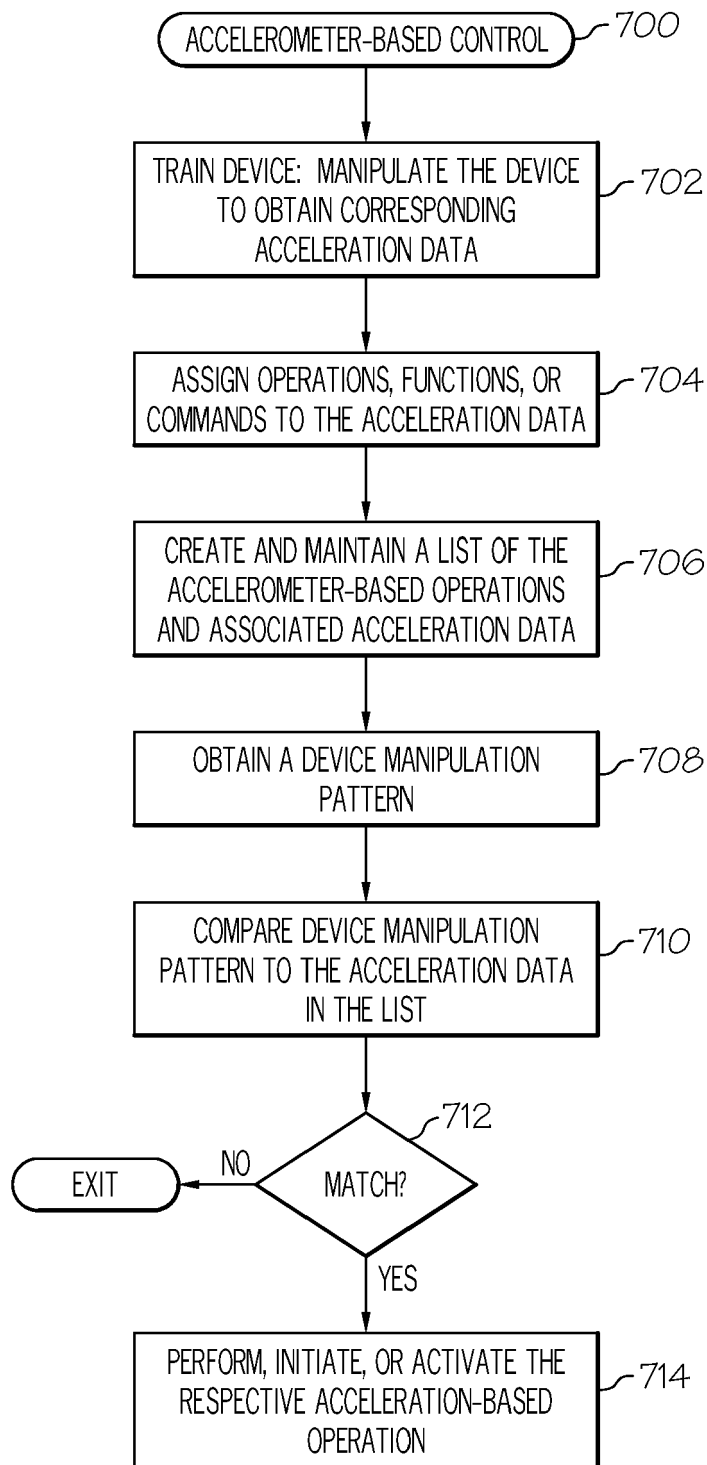 ACCELEROMETER-BASED CONTROL
700
TRAIN DEVICE: MANIPULATE THE DEVICE
TO OBTAIN CORRESPONDING
ACCELERATION DATA
702
ASSIGN OPERATIONS, FUNCTIONS, OR
COMMANDS TO THE ACCELERATION DATA
704
CREATE AND MAINTAIN A LIST OF THE
ACCELEROMETER-BASED OPERATIONS
AND ASSOCIATED ACCELERATION DATA
706
OBTAIN A DEVICE MANIPULATION
PATTERN
708
COMPARE DEVICE MANIPULATION
PATTERN TO THE ACCELERATION DATA
IN THE LIST
710
712
MATCH?
NO
EXIT
YES
PERFORM, INITIATE, OR ACTIVATE THE
RESPECTIVE ACCELERATION-BASED
OPERATION
714